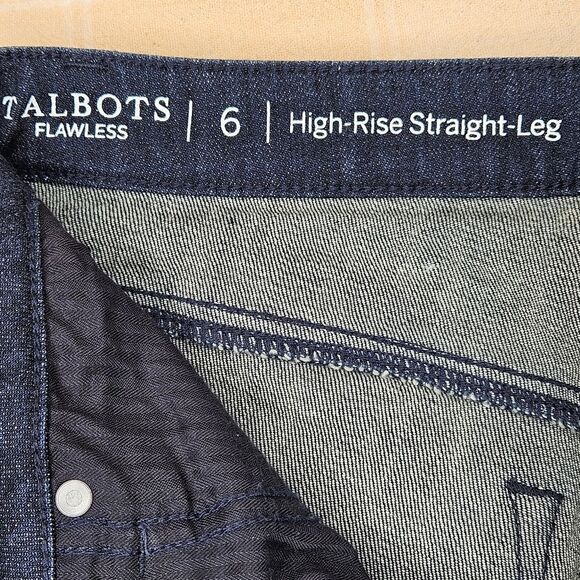 TALBOTS
FLAWLESS
| 6 | High-Rise Straight-Leg